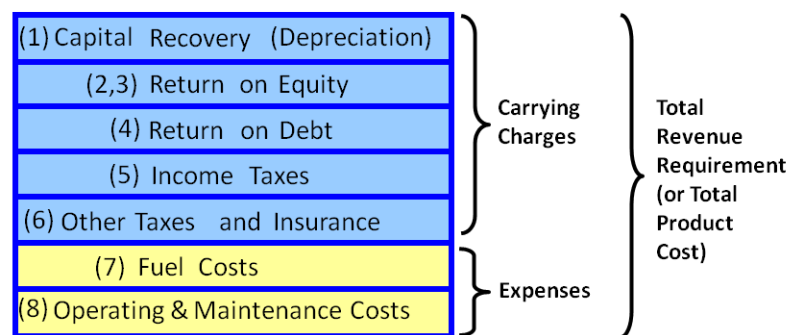 (1) Capital Recovery (Depreciation)
(2,3) Return on Equity
(4) Return on Debt
(5) Income Taxes
(6) Other Taxes and Insurance
(7) Fuel Costs
(8) Operating & Maintenance Costs
Carrying
Charges
Expenses
Total
Revenue
Requirement
(or Total
Product
Cost)